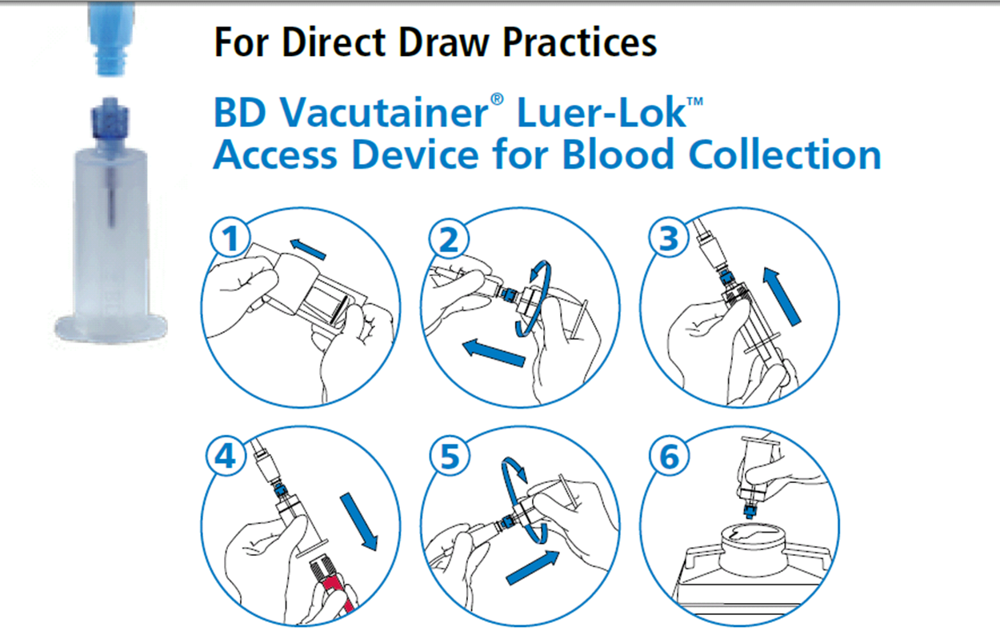 For Direct Draw Practices
BD Vacutainer® Luer-Lok™
Access Device for Blood Collection
1
2
3
4
5
6